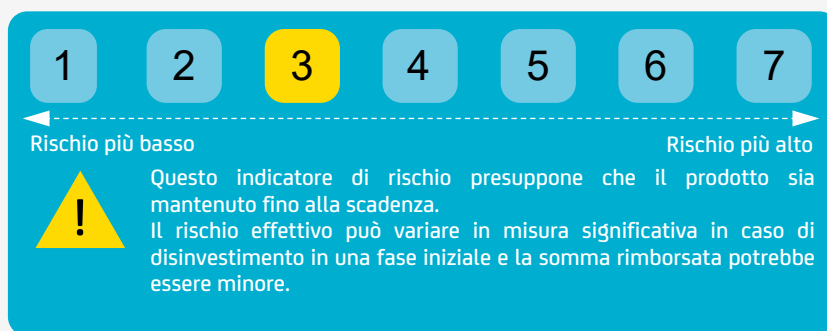 1 2 3 4 5 6 7
Rischio più basso Rischio più alto
! Questo indicatore di rischio presuppone che il prodotto sia
mantenuto fino alla scadenza.
Il rischio effettivo può variare in misura significativa in caso di
disinvestimento in una fase iniziale e la somma rimborsata potrebbe
essere minore.